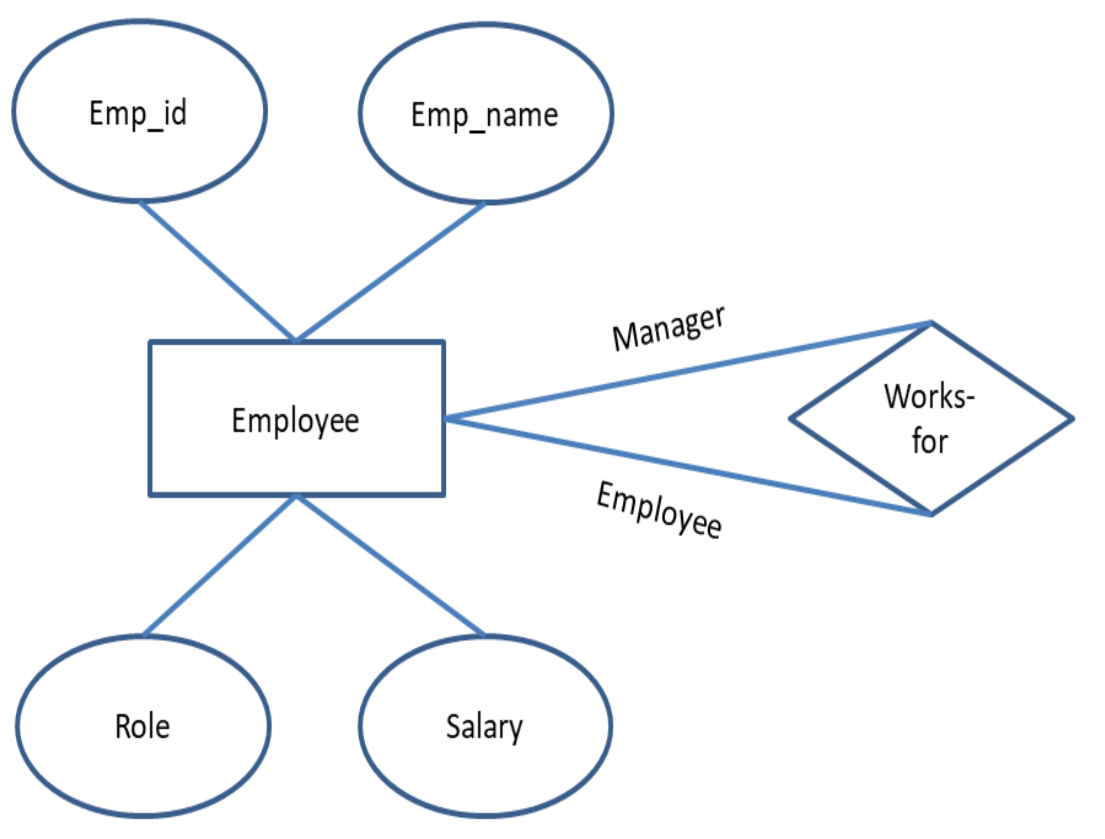 Emp_id
Emp_name
Manager
Employee
Works-
for
Employee
Role
Salary